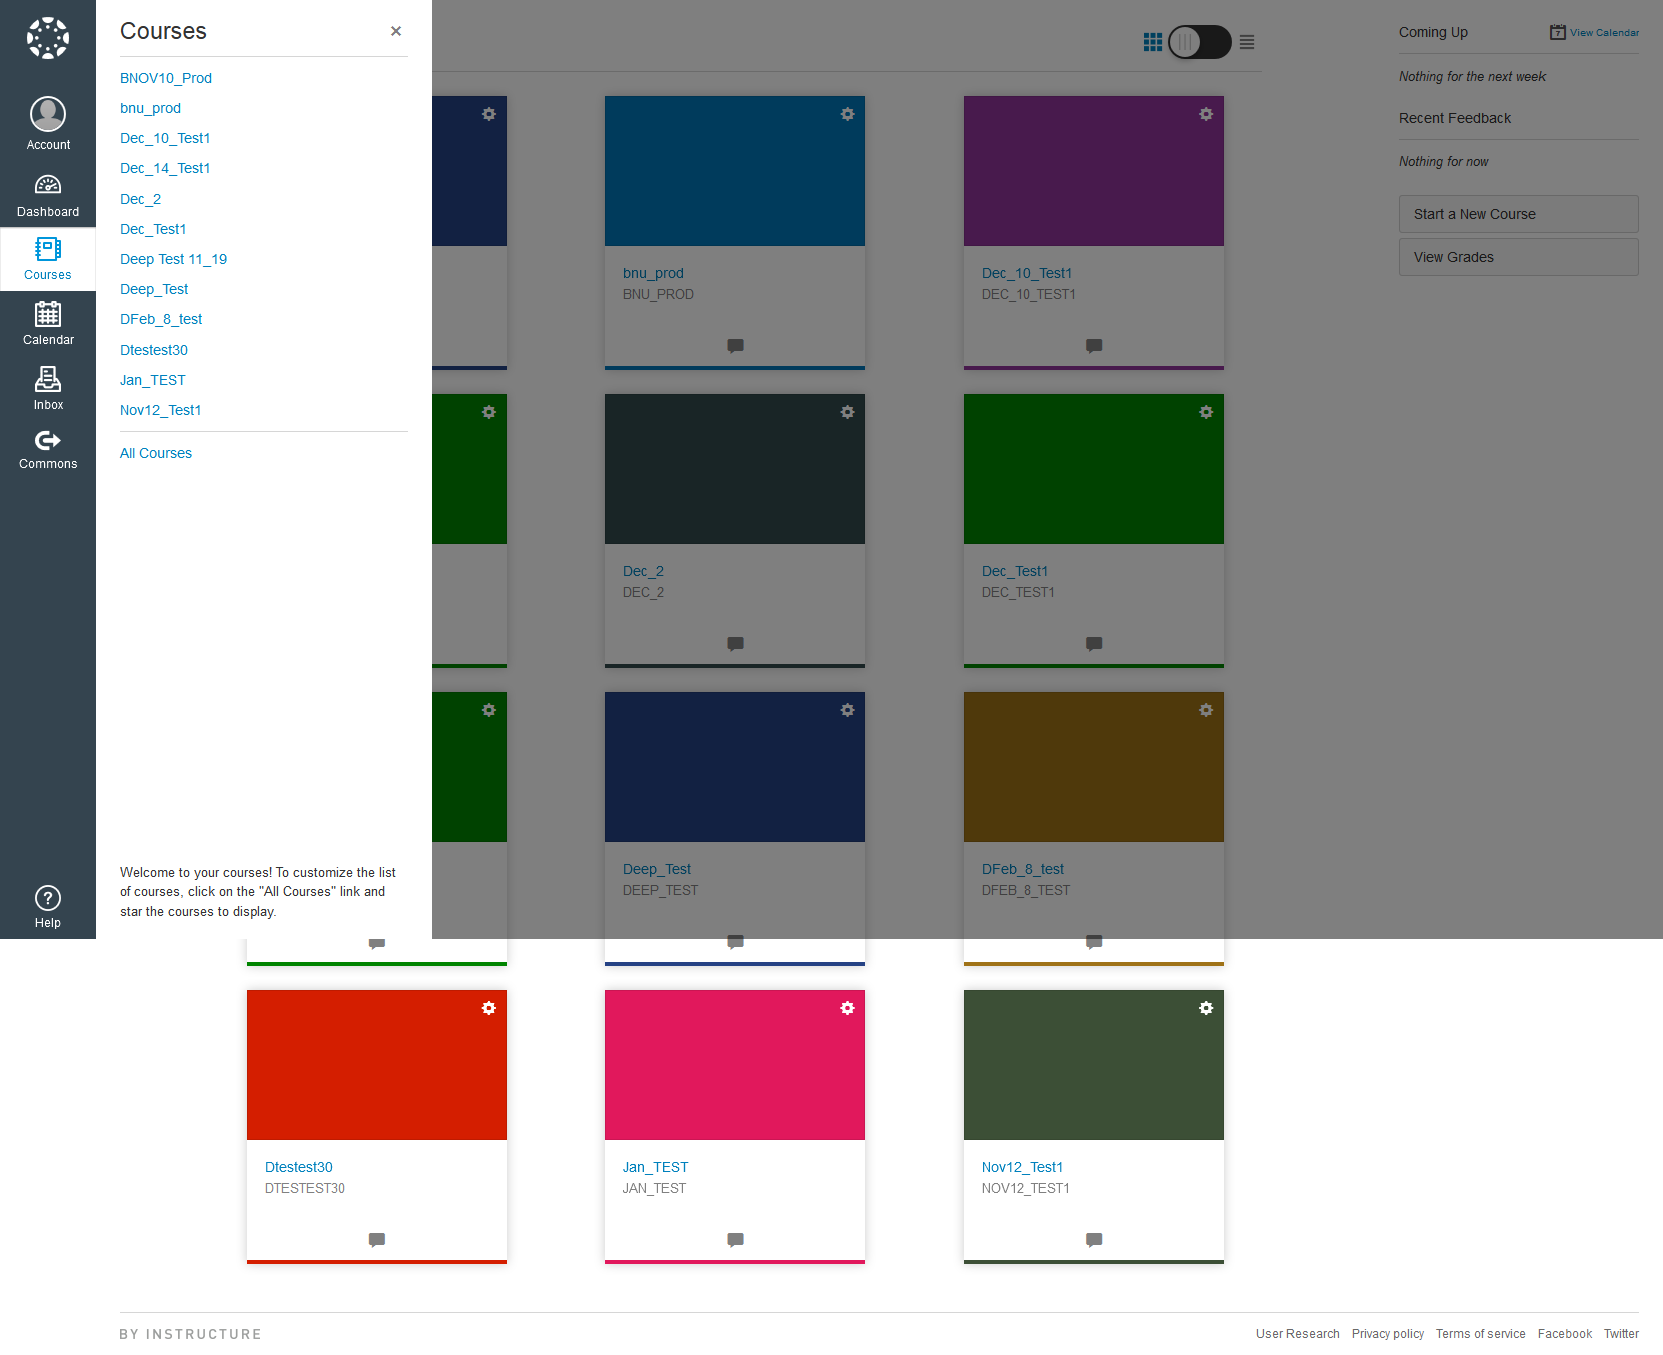 Account
Dashboard
Courses
Calendar
Inbox
Commons
Help
Courses
BNOV10_Prod
bnu_prod
Dec_10_Test1
Dec_14_Test1
Dec_2
Dec_Test1
Deep Test 11_19
Deep_Test
DFeb_8_test
Dtestest30
Jan_TEST
Nov12_Test1
All Courses
Welcome to your courses! To customize the list
of courses, click on the "All Courses" link and
star the courses to display.
bnu_prod
BNU_PROD
Dec_10_Test1
DEC_10_TEST1
Dec_2
DEC_2
Dec_Test1
DEC_TEST1
Deep_Test
DEEP_TEST
DFeb_8_test
DFEB_8_TEST
Dtestest30
DTESTEST30
Jan_TEST
JAN_TEST
Nov12_Test1
NOV12_TEST1
Coming Up
7 View Calendar
Nothing for the next week
Recent Feedback
Nothing for now
Start a New Course
View Grades
BY INSTRUCTURE
User Research Privacy policy Terms of service Facebook Twitter